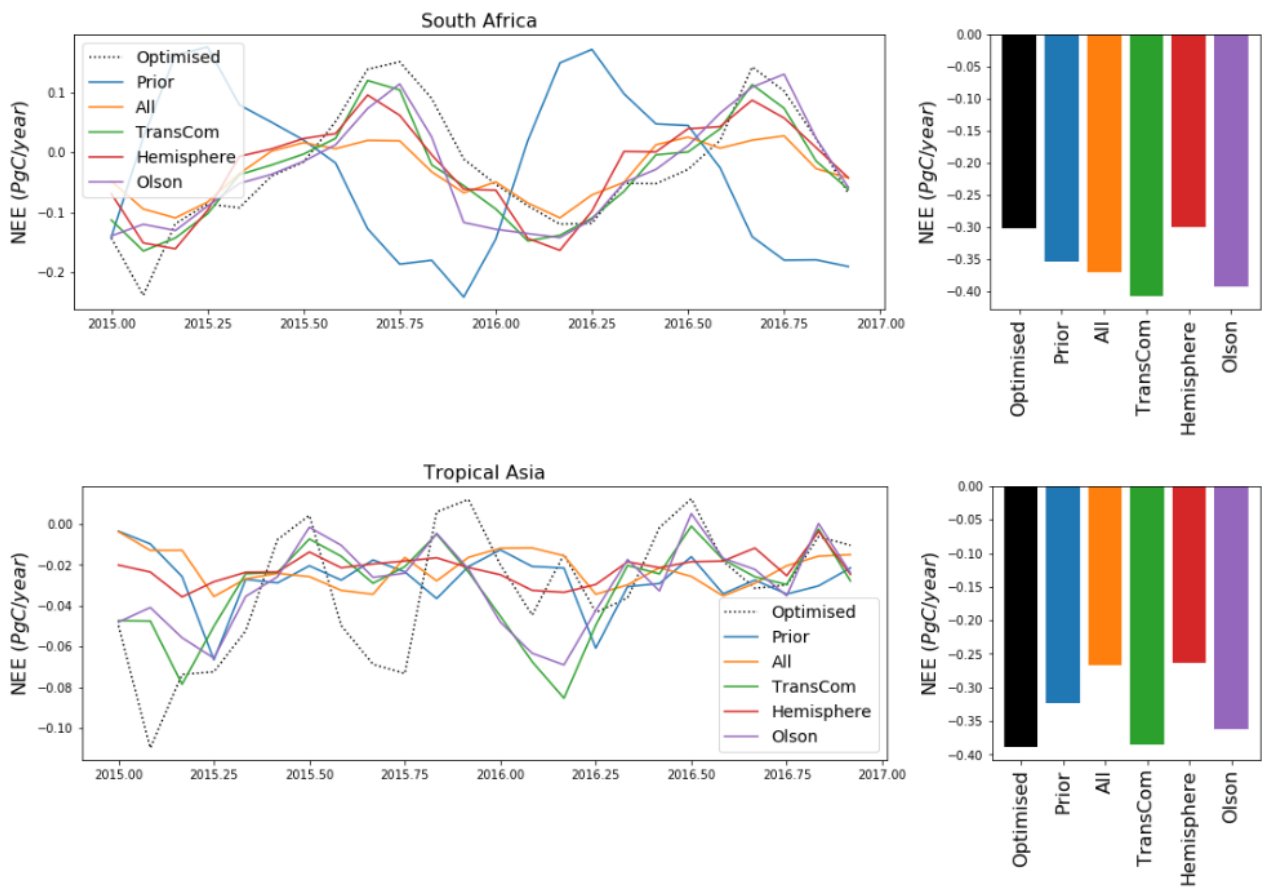 South Africa
NEE (PgC/year)
0.1
0.0
−0.1
−0.2
Optimised
Prior
All
TransCom
Hemisphere
Olson
2015.00 2015.25 2015.50 2015.75 2016.00 2016.25 2016.50 2016.75 2017.00
NEE (PgC/year)
0.00
−0.05
−0.10
−0.15
−0.20
−0.25
−0.30
−0.35
−0.40
Optimised
Prior
All
TransCom
Hemisphere
Olson
Tropical Asia
NEE (PgC/year)
0.00
−0.02
−0.04
−0.06
−0.08
−0.10
Optimised
Prior
All
TransCom
Hemisphere
Olson
2015.00 2015.25 2015.50 2015.75 2016.00 2016.25 2016.50 2016.75 2017.00
NEE (PgC/year)
0.00
−0.05
−0.10
−0.15
−0.20
−0.25
−0.30
−0.35
−0.40
Optimised
Prior
All
TransCom
Hemisphere
Olson